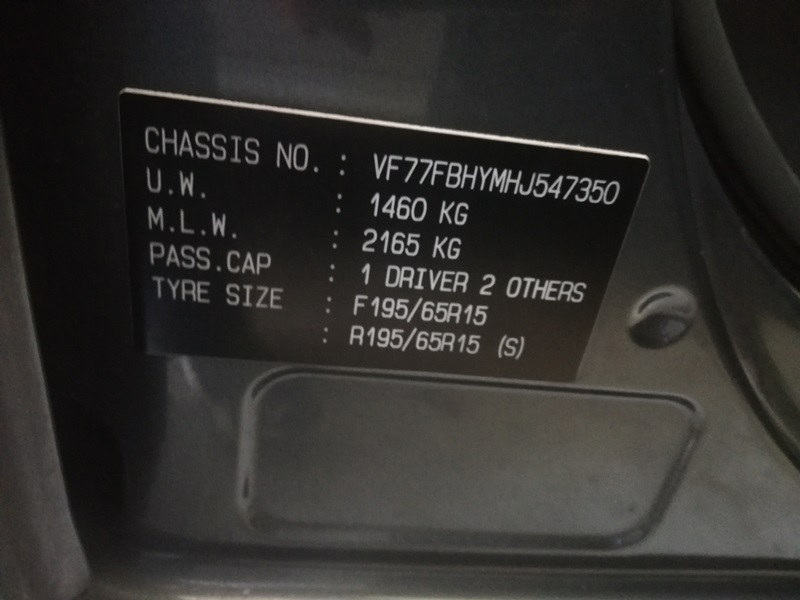 CHASSIS NO. : VF77FBHYMHJ547350
U.W. : 1460 KG
M.L.W. : 2165 KG
PASS.CAP : 1 DRIVER 2 OTHERS
TYRE SIZE : F195/65R15
: R195/65R15 (S)